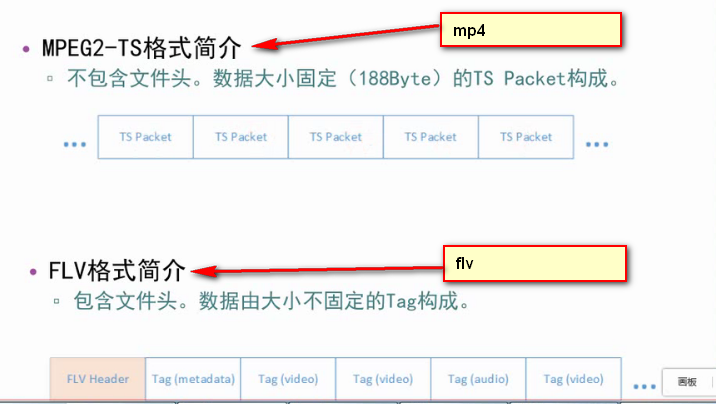 mp4
• MPEG2-TS格式简介
▫ 不包含文件头。数据大小固定（188Byte）的TS Packet构成。
... TS Packet TS Packet TS Packet TS Packet TS Packet ...
flv
• FLV格式简介
▫ 包含文件头。数据由大小不固定的Tag构成。
FLV Header Tag (metadata) Tag (video) Tag (video) Tag (audio) Tag (video) ...
画板